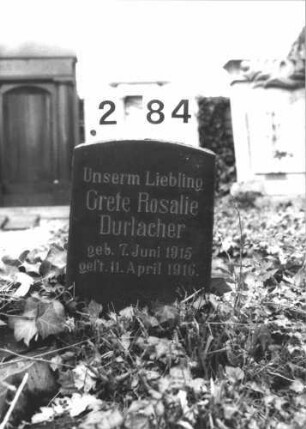 2 84
Unserm Liebling
Grete Rosalie
Durlacher
geb. 7. Juni 1915
gest. 11. April 1916.